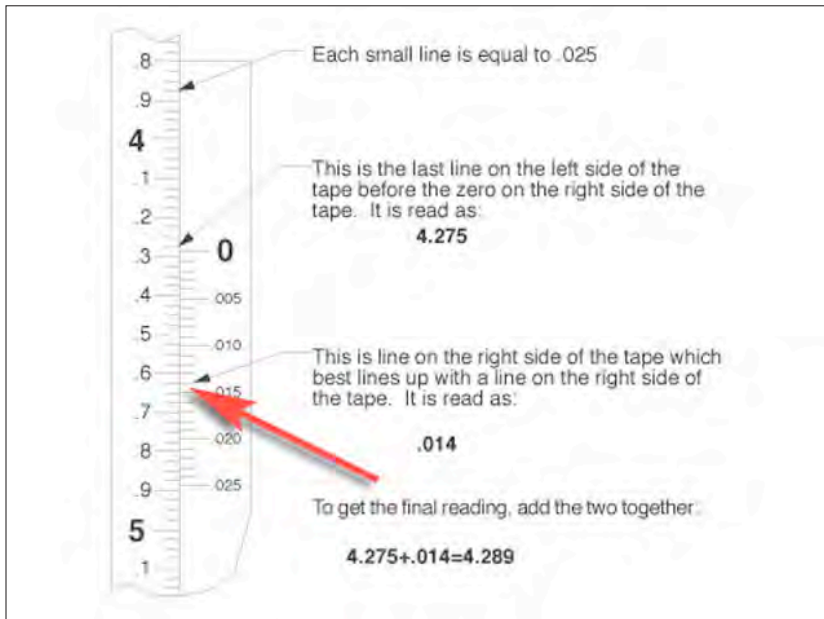 .8
.9
4
.1
.2
.3
.4
.5
.6
.7
.8
.9
5
.1
0
.005
.010
.015
.020
.025
Each small line is equal to .025
This is the last line on the left side of the
tape before the zero on the right side of the
tape. It is read as:
4.275
This is line on the right side of the tape which
best lines up with a line on the right side of
the tape. It is read as:
.014
To get the final reading, add the two together:
4.275+.014=4.289